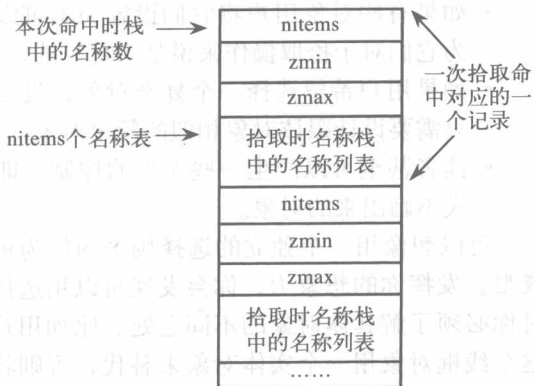 本次命中时栈
中的名称数
nitems
zmin
zmax
一次拾取命
中对应的一
个记录
nitems个名称表
拾取时名称栈
中的名称列表
nitems
zmin
zmax
拾取时名称栈
中的名称列表
……